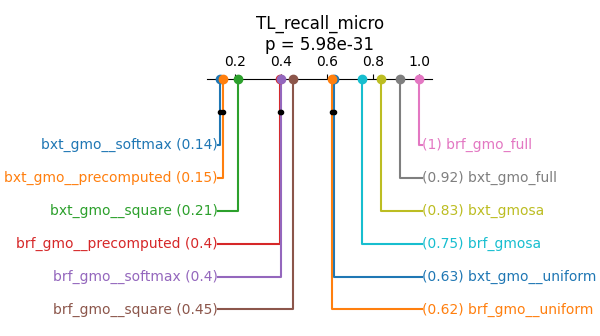 TL_recall_micro
p = 5.98e-31
0.2 0.4 0.6 0.8 1.0
bxt_gmo__softmax (0.14) (1) brf_gmo_full
bxt_gmo__precomputed (0.15) (0.92) bxt_gmo_full
bxt_gmo__square (0.21) (0.83) bxt_gmosa
brf_gmo__precomputed (0.4) (0.75) brf_gmosa
brf_gmo__softmax (0.4) (0.63) bxt_gmo__uniform
brf_gmo__square (0.45) (0.62) brf_gmo__uniform